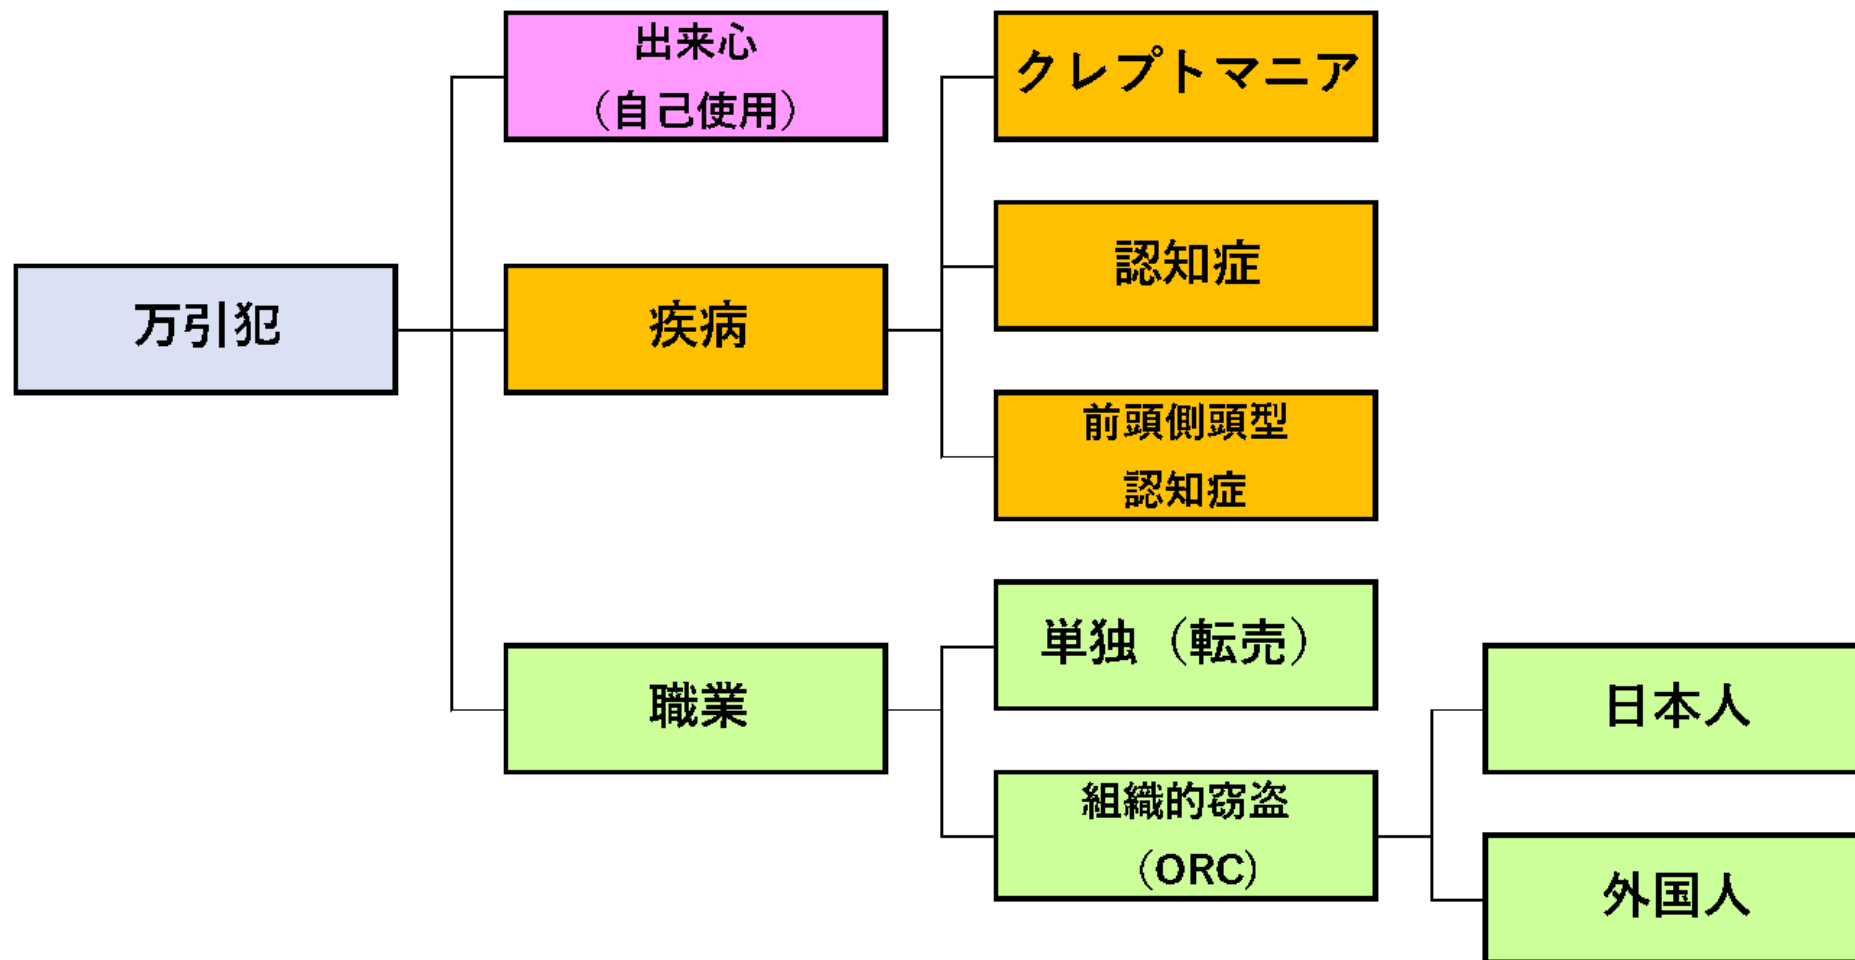 万引犯
出来心
（自己使用）
疾病
職業
クレプトマニア
認知症
前頭側頭型
認知症
単独（転売）
組織的窃盗
（ORC）
日本人
外国人